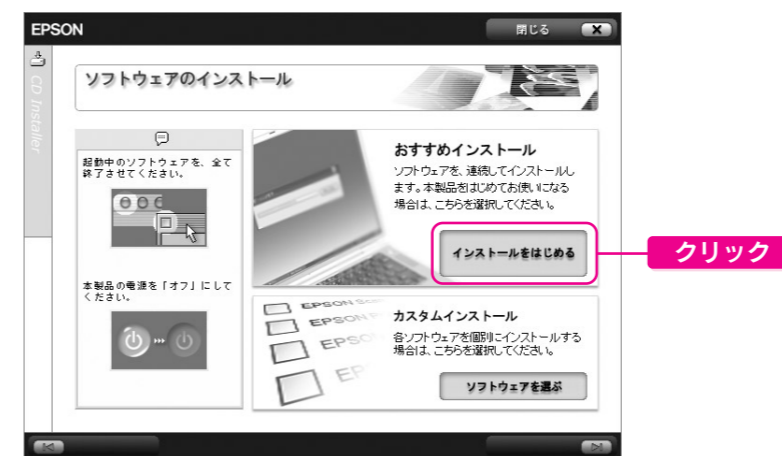 EPSON
閉じる
CD Installer
ソフトウェアのインストール
起動中のソフトウェアを、全て
終了させてください。
本製品の電源を「オフ」にして
ください。
おすすめインストール
ソフトウェアを、連続してインストールし
ます。本製品をはじめてお使いになる
場合は、こちらを選択してください。
インストールをはじめる
クリック
EPSON
EPSON
EPSO
EP
カスタムインストール
各ソフトウェアを個別にインストールする
場合は、こちらを選択してください。
ソフトウェアを選ぶ